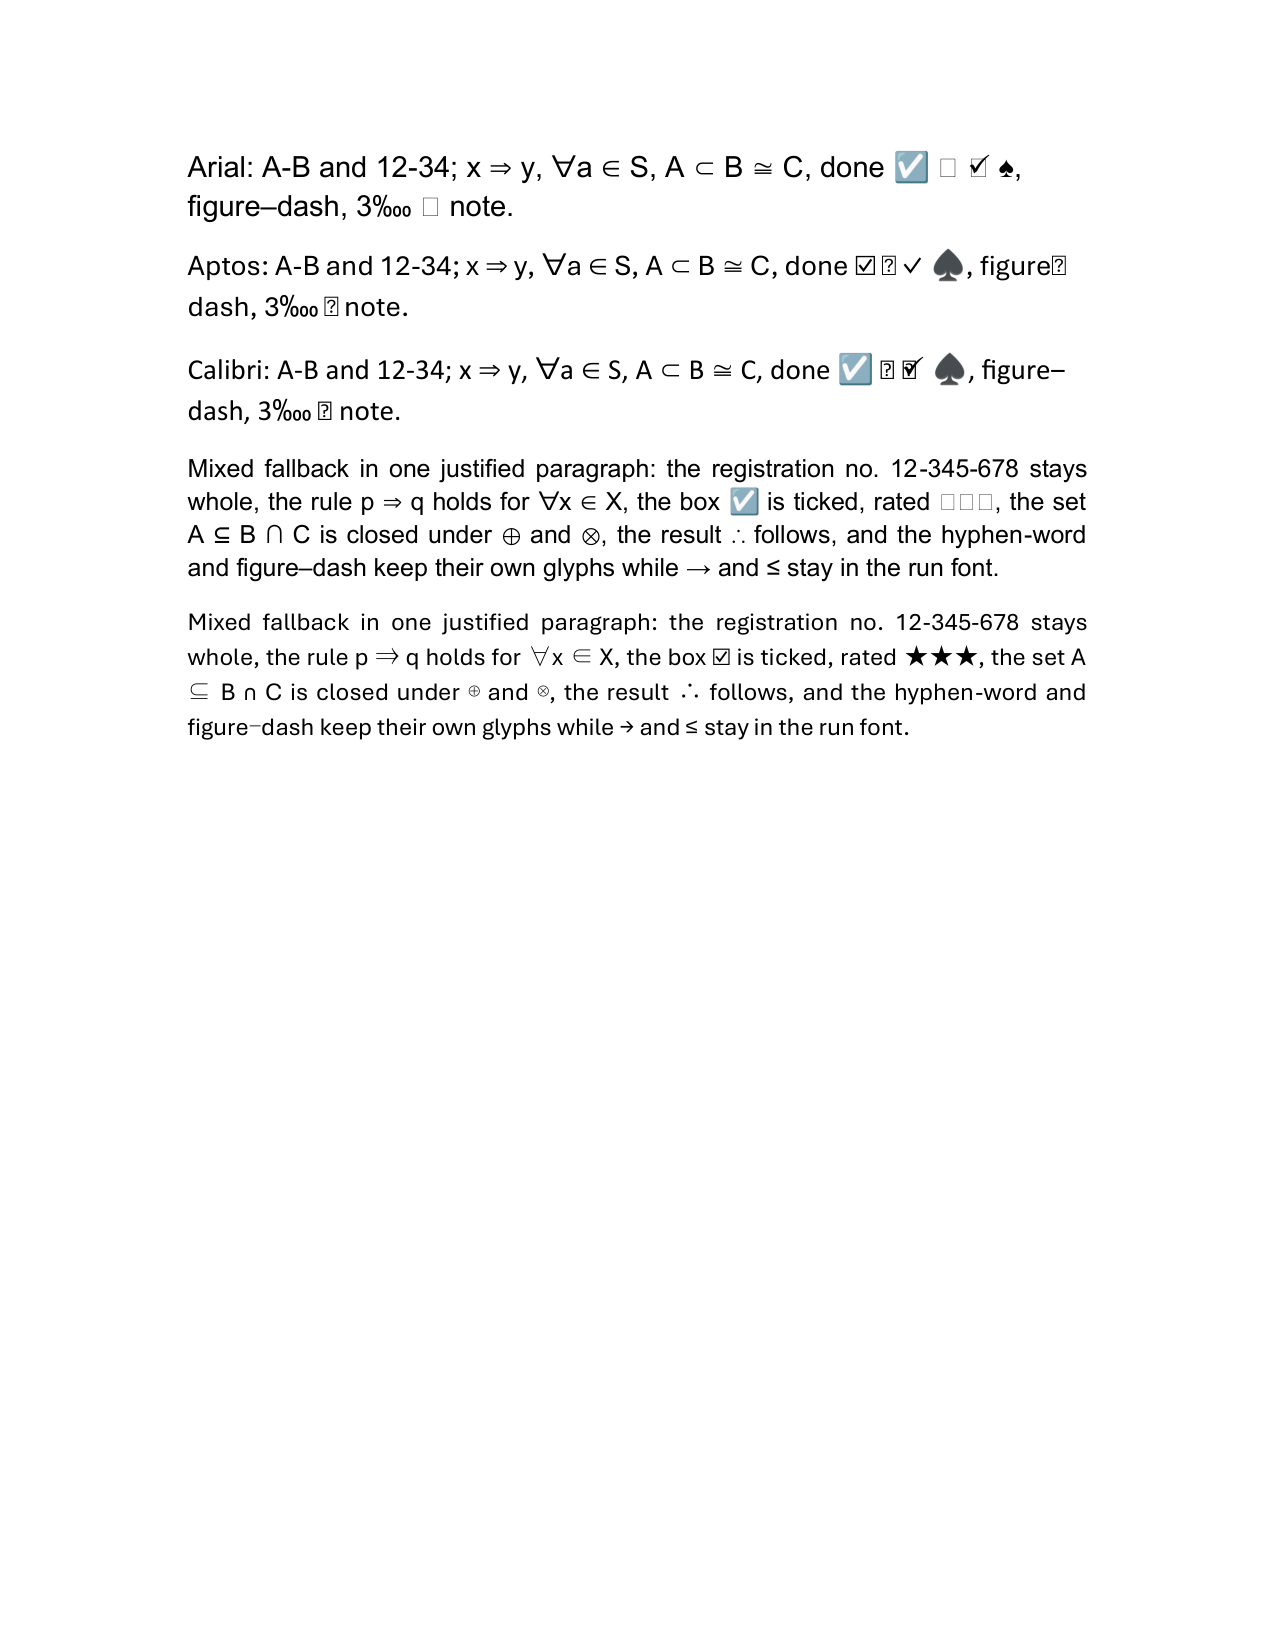 Arial: A-B and 12-34; x ⇒ y, ∀a ∈ S, A ⊂ B ≅ C, done ☑ □ ✓ ♠,
figure‒dash, 3‱ □ note.
Aptos: A-B and 12-34; x ⇒ y, ∀a ∈ S, A ⊂ B ≅ C, done ☑ ⍰ ✓ ♠, figure⍰
dash, 3‱ ⍰ note.
Calibri: A-B and 12-34; x ⇒ y, ∀a ∈ S, A ⊂ B ≅ C, done ☑ ⍰ ✓ ♠, figure‒
dash, 3‱ ⍰ note.
Mixed fallback in one justified paragraph: the registration no. 12-345-678 stays
whole, the rule p ⇒ q holds for ∀x ∈ X, the box ☑ is ticked, rated □□□, the set
A ⊆ B ∩ C is closed under ⊕ and ⊗, the result ∴ follows, and the hyphen-word
and figure‒dash keep their own glyphs while → and ≤ stay in the run font.
Mixed fallback in one justified paragraph: the registration no. 12-345-678 stays
whole, the rule p ⇒ q holds for ∀x ∈ X, the box ☑ is ticked, rated ★★★, the set A
⊆ B ∩ C is closed under ⊕ and ⊗, the result ∴ follows, and the hyphen-word and
figure‒dash keep their own glyphs while → and ≤ stay in the run font.